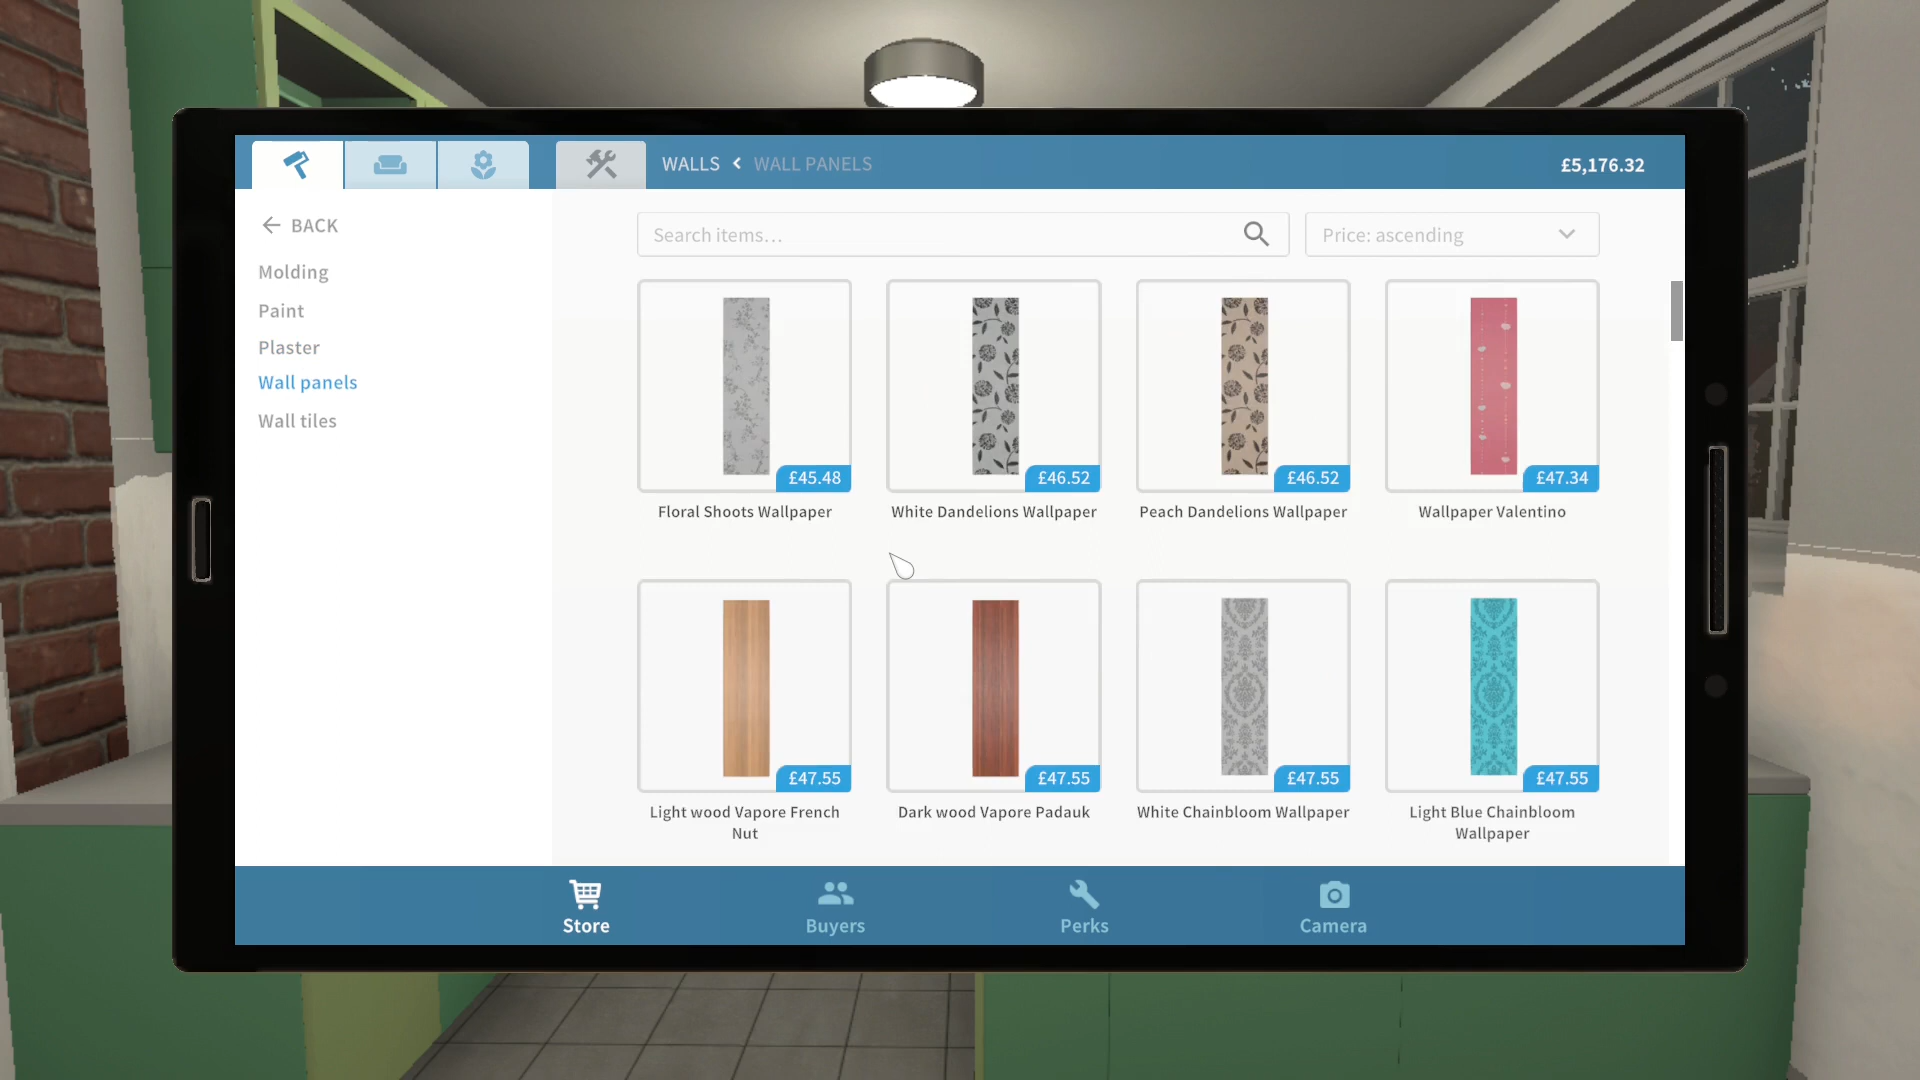 WALLS < WALL PANELS
£5,176.32
BACK
Molding
Paint
Plaster
Wall panels
Wall tiles
Search items...
Price: ascending
£45.48
£46.52
£46.52
£47.34
Floral Shoots Wallpaper
White Dandelions Wallpaper
Peach Dandelions Wallpaper
Wallpaper Valentino
£47.55
£47.55
£47.55
£47.55
Light wood Vapore French
Nut
Dark wood Vapore Padauk
White Chainbloom Wallpaper
Light Blue Chainbloom
Wallpaper
Store
Buyers
Perks
Camera